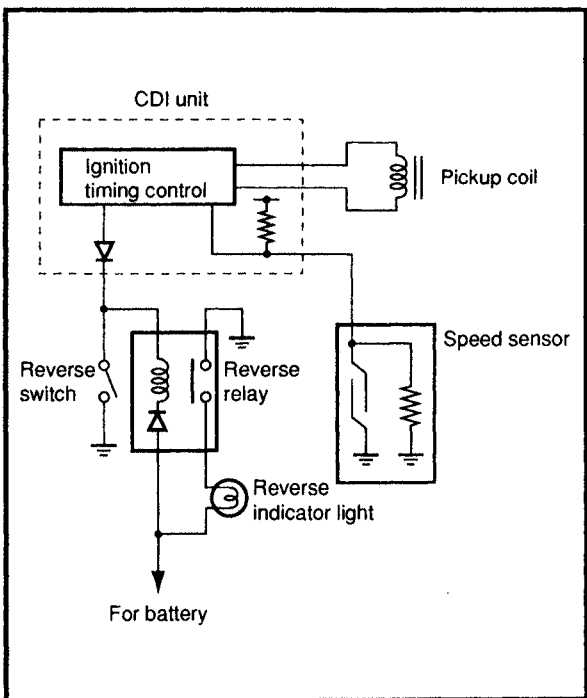 CDI unit
Ignition
timing control
Pickup coil
Speed sensor
Reverse
switch
Reverse
relay
Reverse
indicator light
For battery